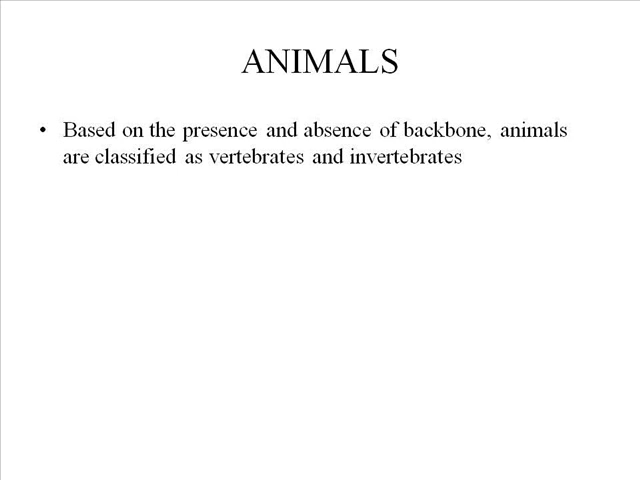 ANIMALS
• Based on the presence and absence of backbone, animals
are classified as vertebrates and invertebrates